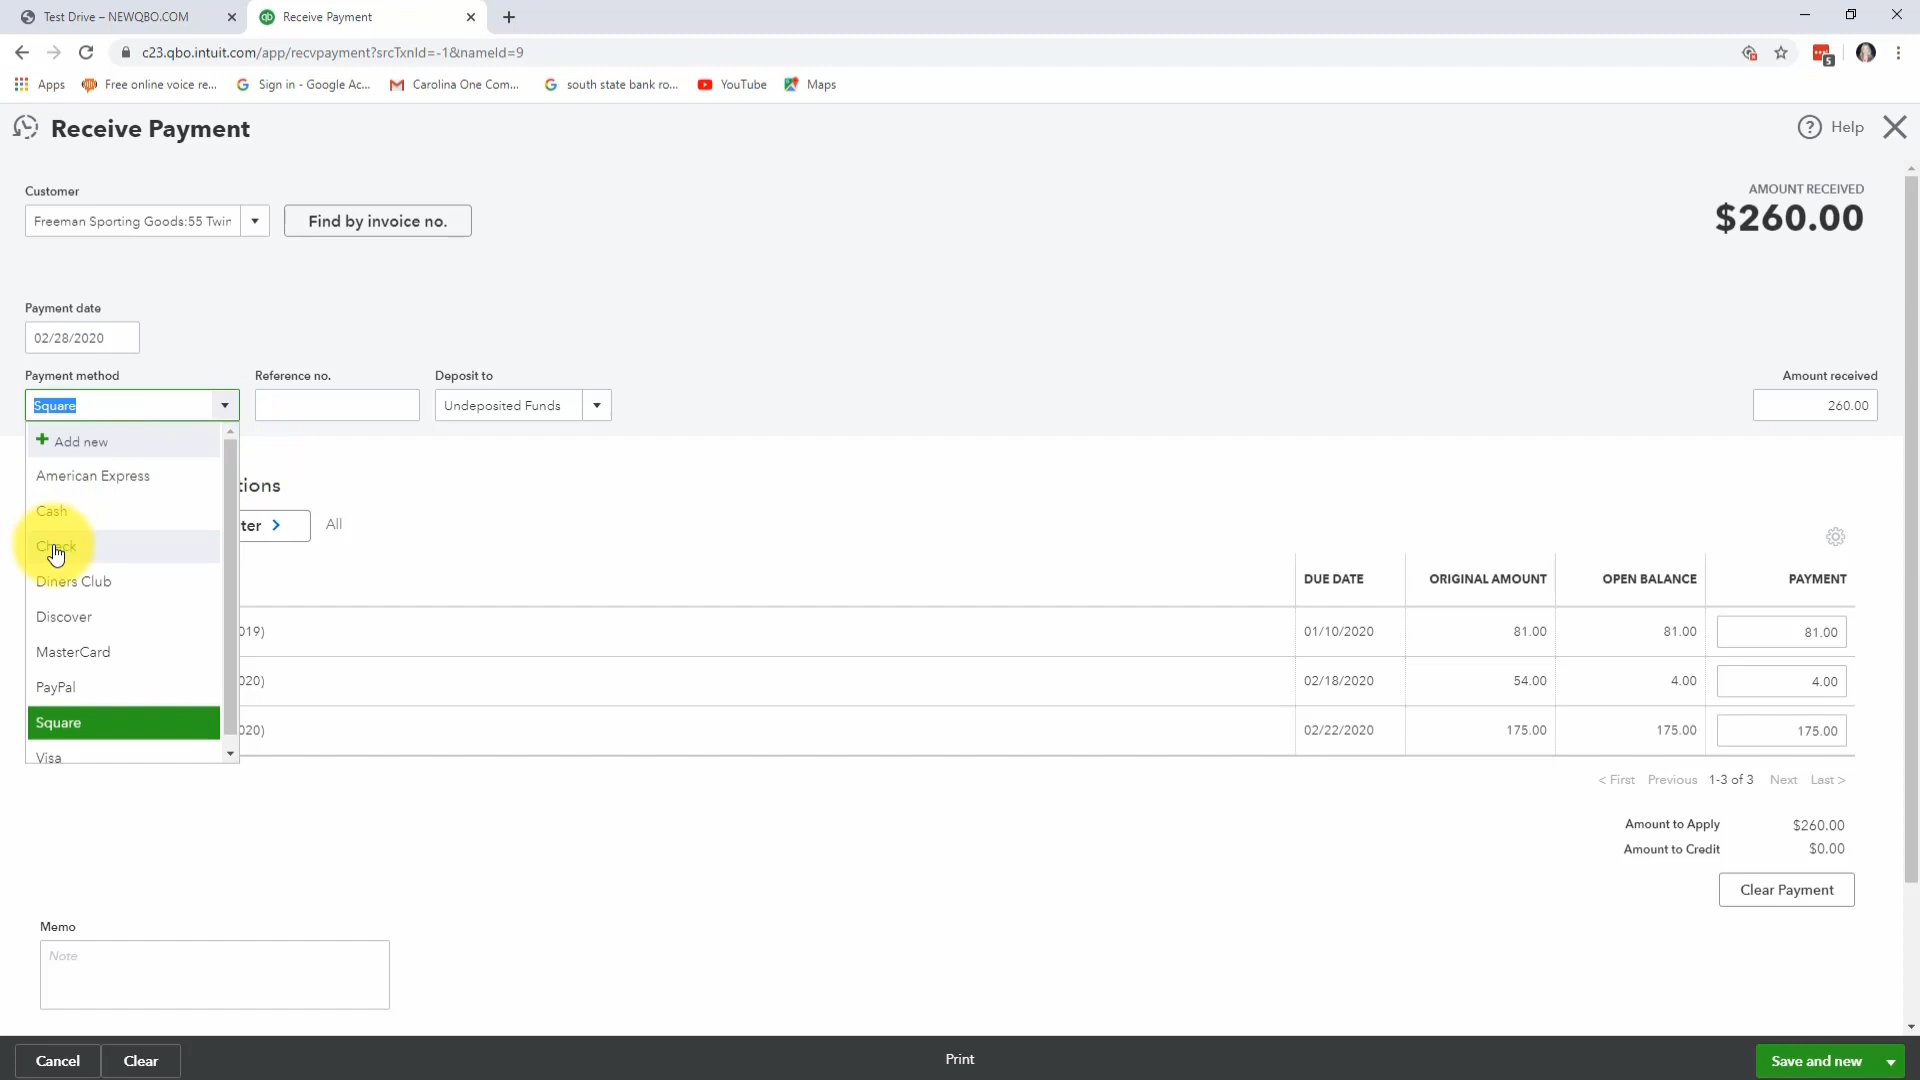 Test Drive – NEWQBO.COM
Receive Payment
c23.qbo.intuit.com/app/recvpayment?srcTxnId=-1&nameId=9
5
Apps
Free online voice re...
Sign in - Google Ac...
Carolina One Com...
south state bank ro...
YouTube
Maps
Receive Payment
Help
Customer
AMOUNT RECEIVED
Freeman Sporting Goods:55 Twin
Find by invoice no.
$260.00
Payment date
02/28/2020
Payment method
Reference no.
Deposit to
Amount received
Square
Undeposited Funds
260.00
Add new
American Express
Cash
Check
Diners Club
Discover
MasterCard
PayPal
Square
Visa
tions
ter
All
DUE DATE
ORIGINAL AMOUNT
OPEN BALANCE
PAYMENT
019)
01/10/2020
81.00
81.00
81.00
020)
02/18/2020
54.00
4.00
4.00
020)
02/22/2020
175.00
175.00
175.00
< First
Previous
1-3 of 3
Next
Last >
Amount to Apply
$260.00
Amount to Credit
$0.00
Clear Payment
Memo
Note
Cancel
Clear
Print
Save and new